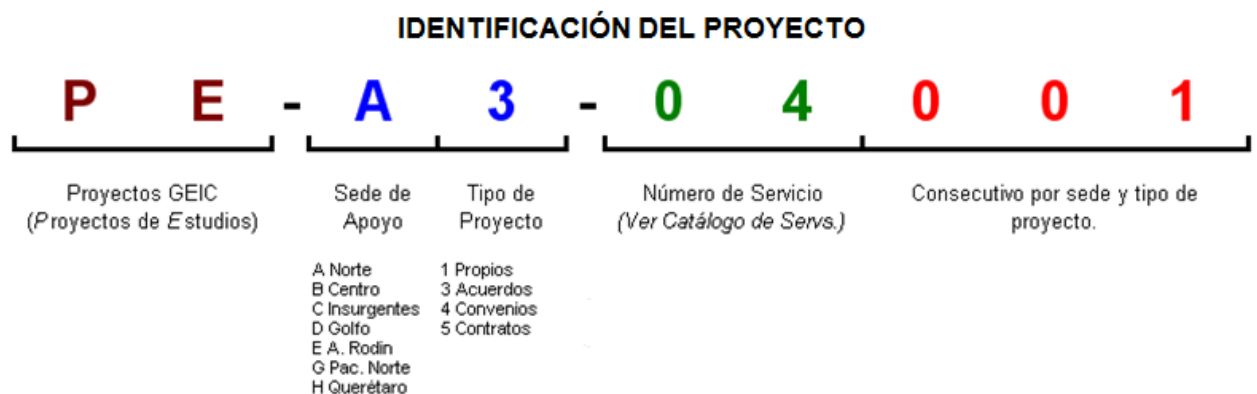 IDENTIFICACIÓN DEL PROYECTO
P E - A 3 - 0 4 0 0 1
Proyectos GEIC
(Proyectos de Estudios)
Sede de
Apoyo
Tipo de
Proyecto
Número de Servicio
(Ver Catálogo de Servs.)
Consecutivo por sede y tipo de
proyecto.
A Norte
B Centro
C Insurgentes
D Golfo
E A. Rodin
G Pac. Norte
H Querétaro
1 Propios
3 Acuerdos
4 Convenios
5 Contratos